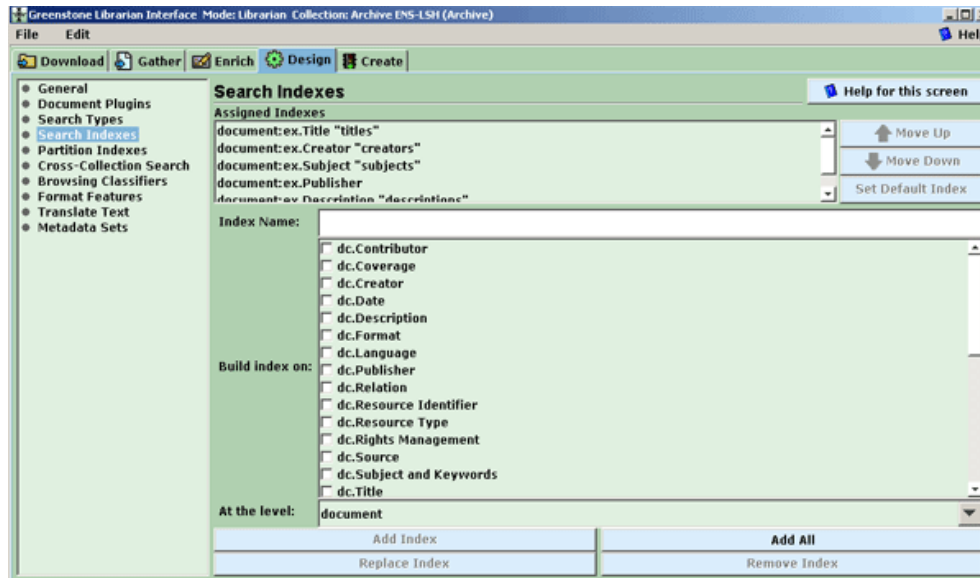 Greenstone Librarian Interface Mode: Librarian Collection: Archive ENS-LSH (Archive)
File Edit Hel
Download Gather Enrich Design Create
General
Document Plugins
Search Types
Search Indexes
Partition Indexes
Cross-Collection Search
Browsing Classifiers
Format Features
Translate Text
Metadata Sets
Search Indexes
Help for this screen
Assigned Indexes
document:ex.Title "titles"
document:ex.Creator "creators"
document:ex.Subject "subjects"
document:ex.Publisher
document:ex.Description "descriptions"
Move Up
Move Down
Set Default Index
Index Name:
Build index on:
dc.Contributor
dc.Coverage
dc.Creator
dc.Date
dc.Description
dc.Format
dc.Language
dc.Publisher
dc.Relation
dc.Resource Identifier
dc.Resource Type
dc.Rights Management
dc.Source
dc.Subject and Keywords
dc.Title
At the level: document
Add Index Add All
Replace Index Remove Index